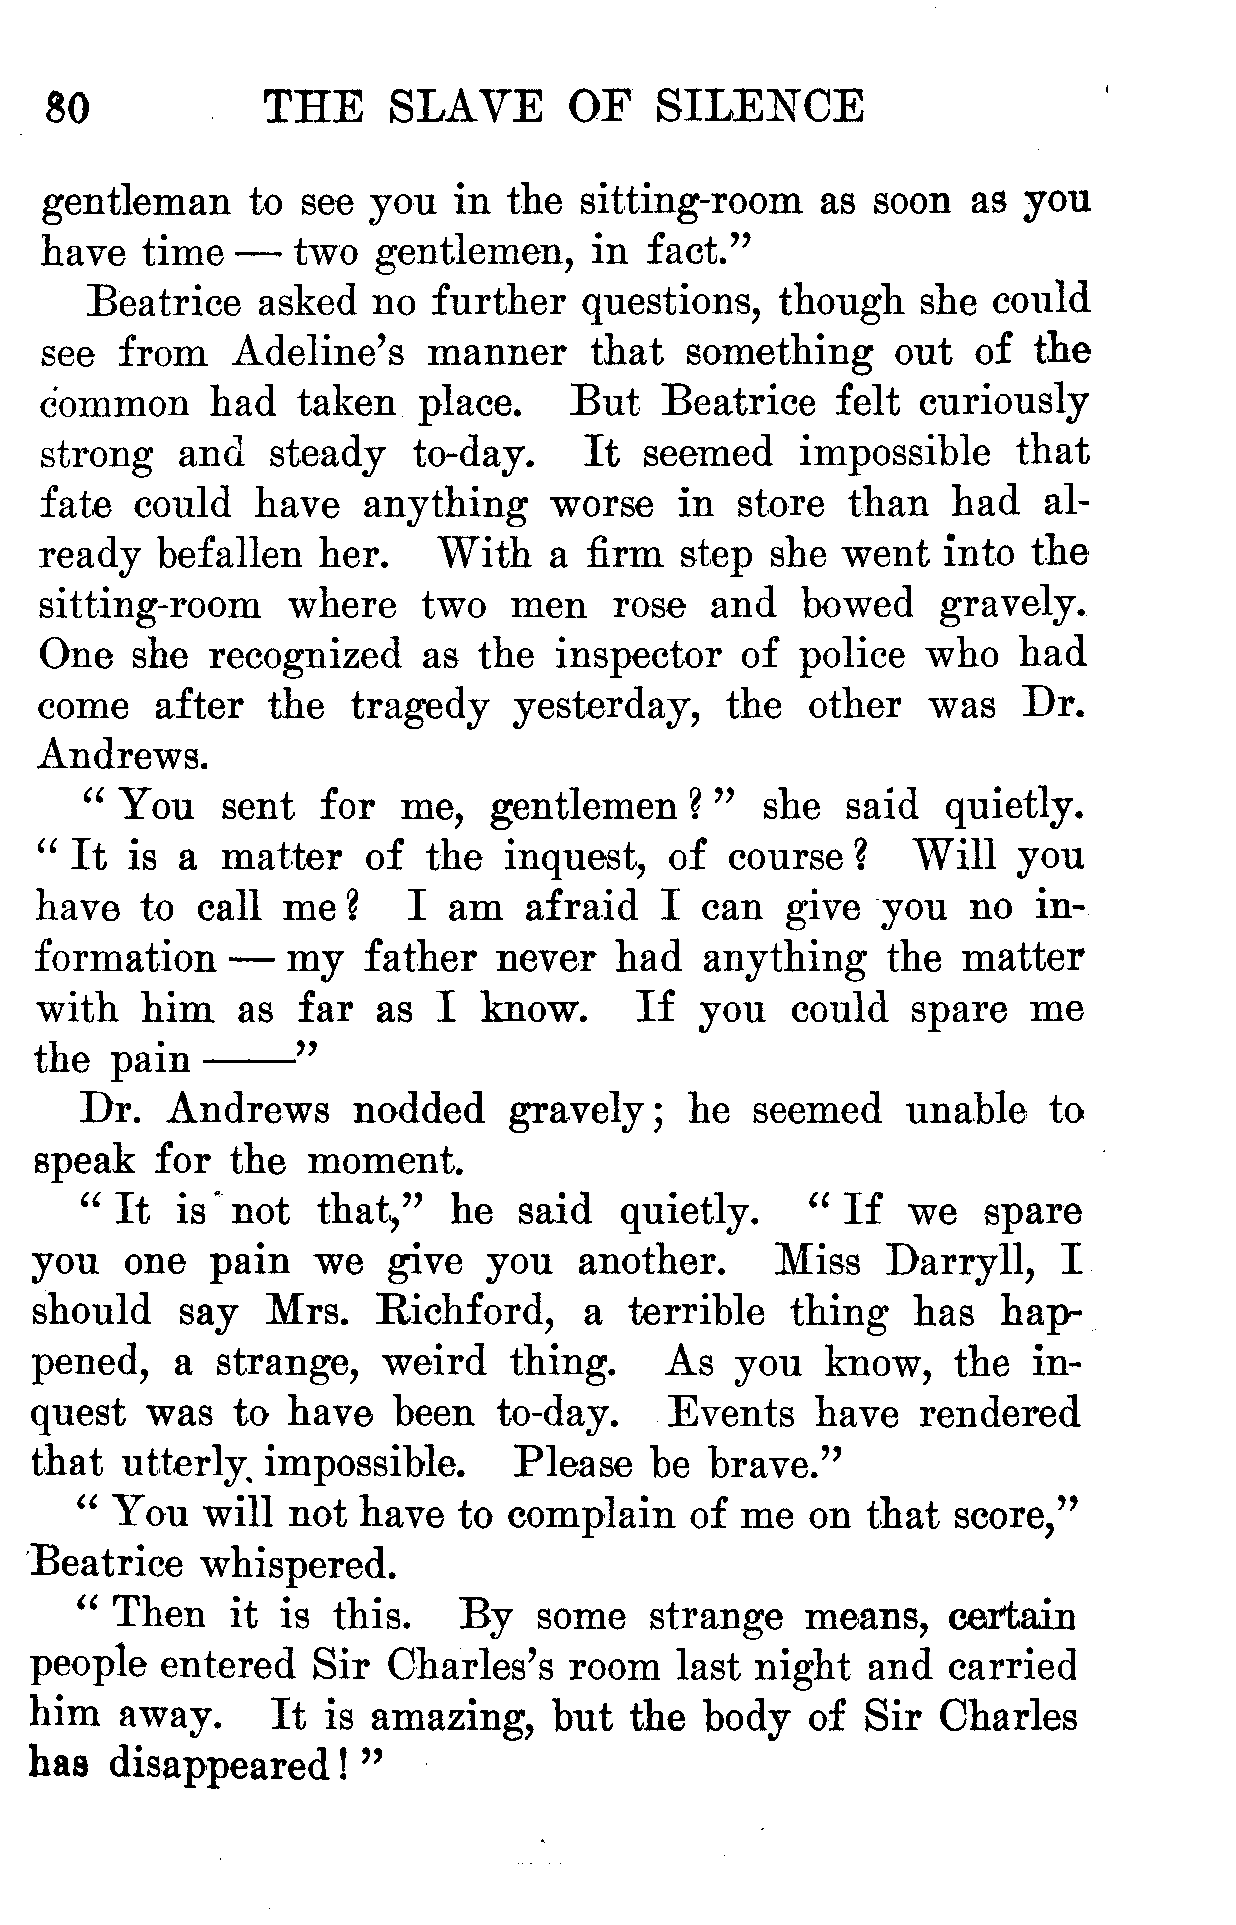 80 THE SLAVE OF SILENCE
gentleman to see you in the sitting-room as soon as you
have time — two gentlemen, in fact."
Beatrice asked no further questions, though she could
see from Adeline's manner that something out of the
common had taken place. But Beatrice felt curiously
strong and steady to-day. It seemed impossible that
fate could have anything worse in store than had al-
ready befallen her. With a firm step she went into the
sitting-room where two men rose and bowed gravely.
One she recognized as the inspector of police who had
come after the tragedy yesterday, the other was Dr.
Andrews.
" You sent for me, gentlemen ? " she said quietly.
" It is a matter of the inquest, of course ? Will you
have to call me ? I am afraid I can give you no in-
formation — my father never had anything the matter
with him as far as I know. If you could spare me
the pain ——"
Dr. Andrews nodded gravely ; he seemed unable to
speak for the moment.
" It is not that," he said quietly. " If we spare
you one pain we give you another. Miss Darryll, I
should say Mrs. Richford, a terrible thing has hap-
pened, a strange, weird thing. As you know, the in-
quest was to have been to-day. Events have rendered
that utterly impossible. Please be brave."
" You will not have to complain of me on that score,"
Beatrice whispered.
" Then it is this. By some strange means, certain
people entered Sir Charles's room last night and carried
him away. It is amazing, but the body of Sir Charles
has disappeared ! "